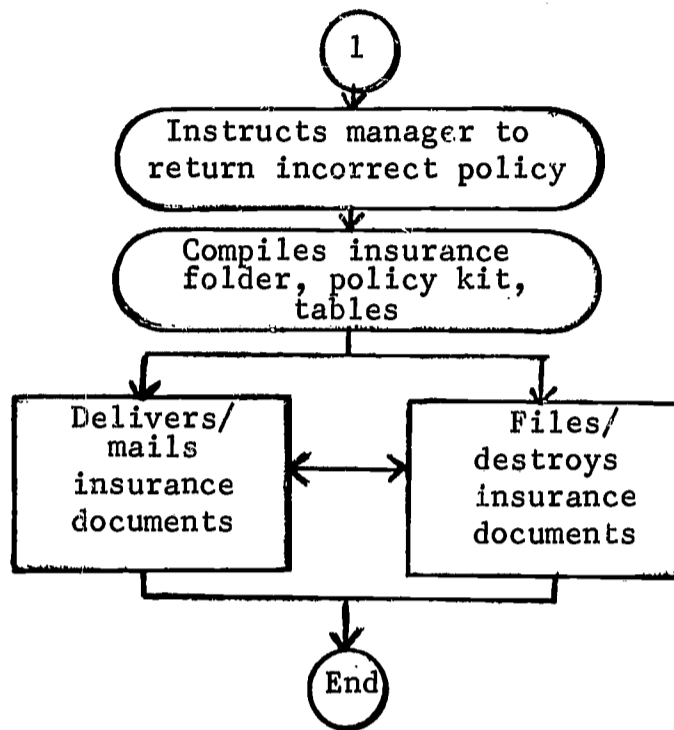 1
Instructs manager to
return incorrect policy
Compiles insurance
folder, policy kit,
tables
Delivers/
mails
insurance
documents
Files/
destroys
insurance
documents
End